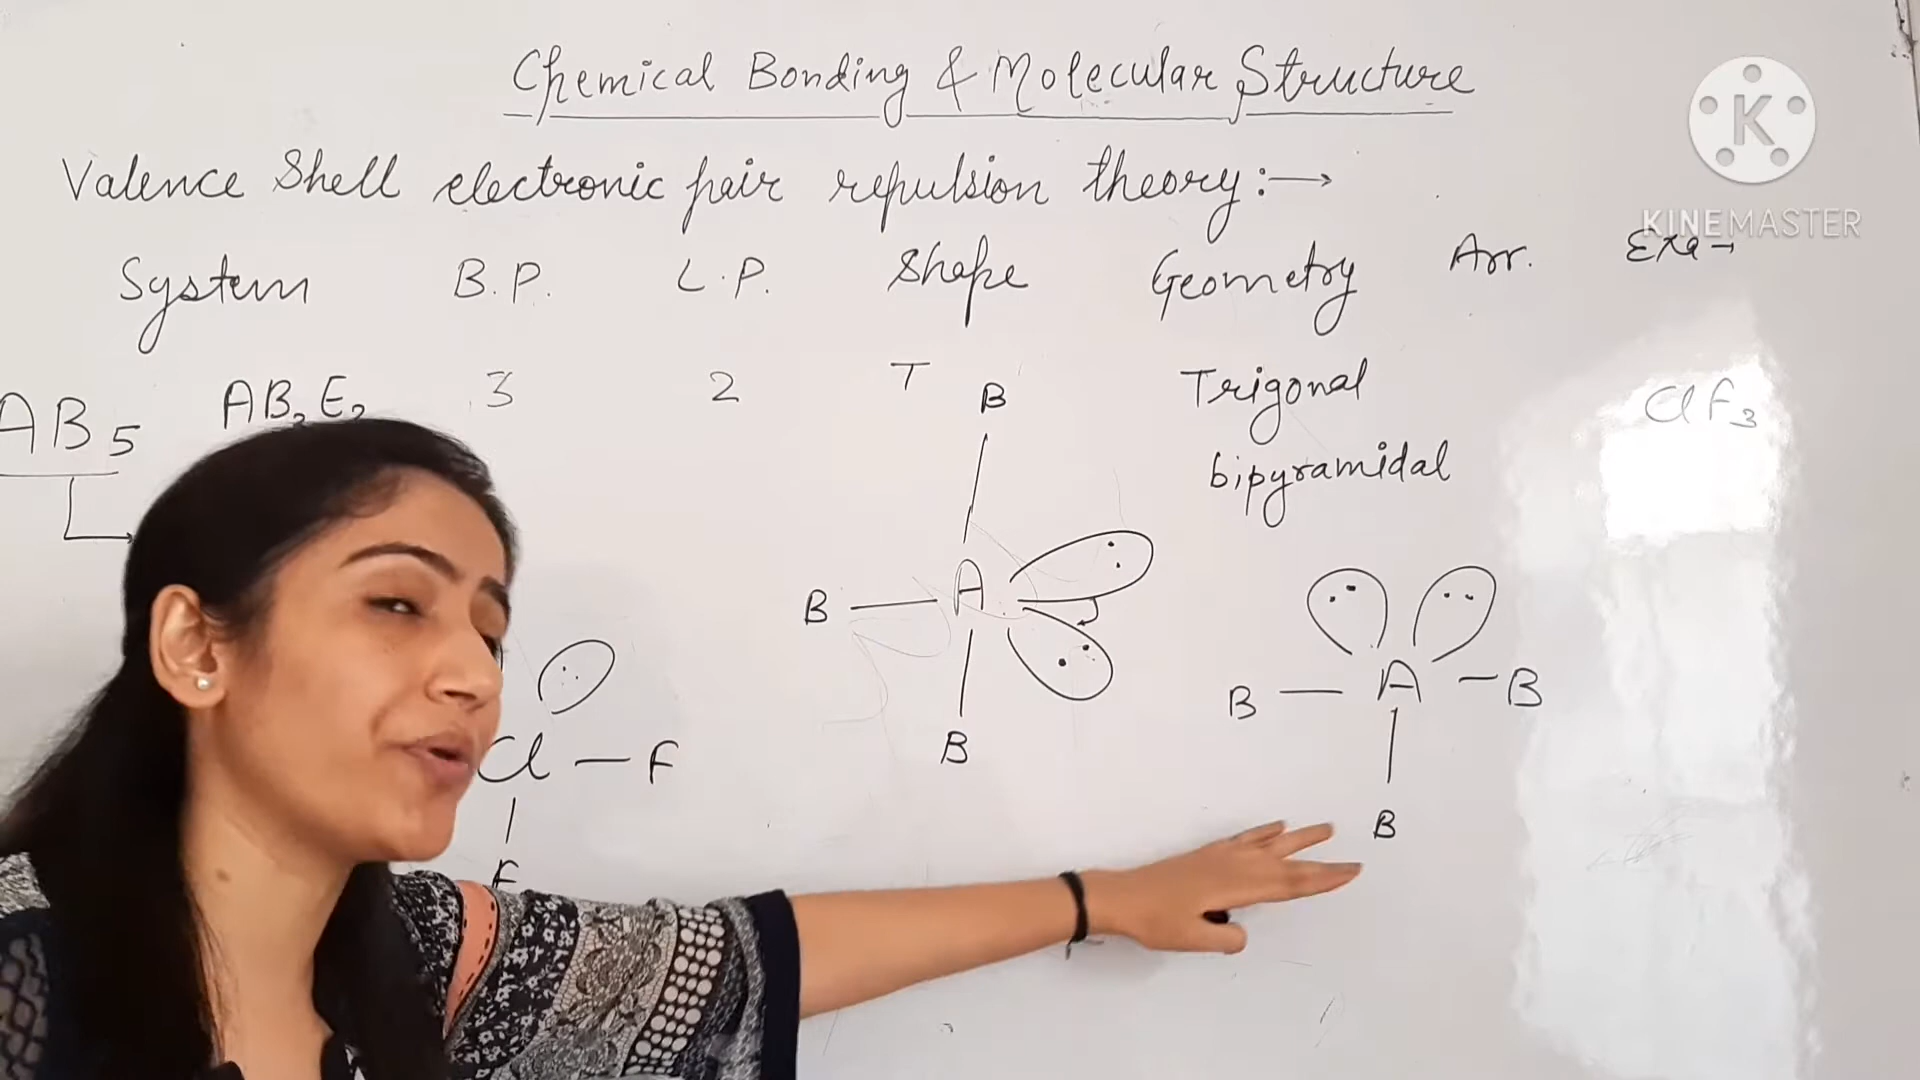 Chemical Bonding & Molecular Structure
K
KINEMASTER
Valence Shell electronic pair repulsion theory:→
System B.P. L.P. Shape Geometry Arr. Exa→
AB5 AB3E2 3 2 T Trigonal ClF3
bipyramidal
B
B — A
B
B — A — B
B
Cl — F
F